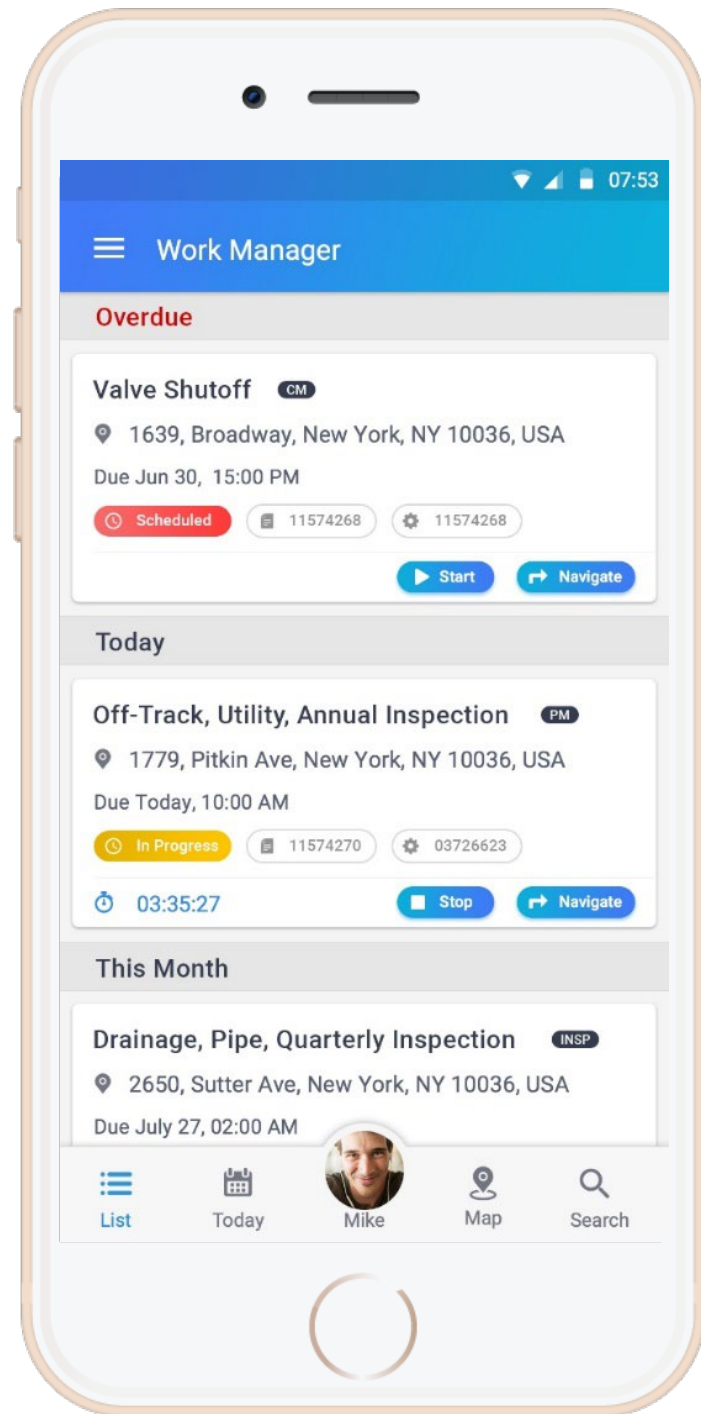 07:53
Work Manager
Overdue
Valve Shutoff CM
1639, Broadway, New York, NY 10036, USA
Due Jun 30, 15:00 PM
Scheduled 11574268 11574268
Start Navigate
Today
Off-Track, Utility, Annual Inspection PM
1779, Pitkin Ave, New York, NY 10036, USA
Due Today, 10:00 AM
In Progress 11574270 03726623
03:35:27 Stop Navigate
This Month
Drainage, Pipe, Quarterly Inspection INSP
2650, Sutter Ave, New York, NY 10036, USA
Due July 27, 02:00 AM
List Today Mike Map Search